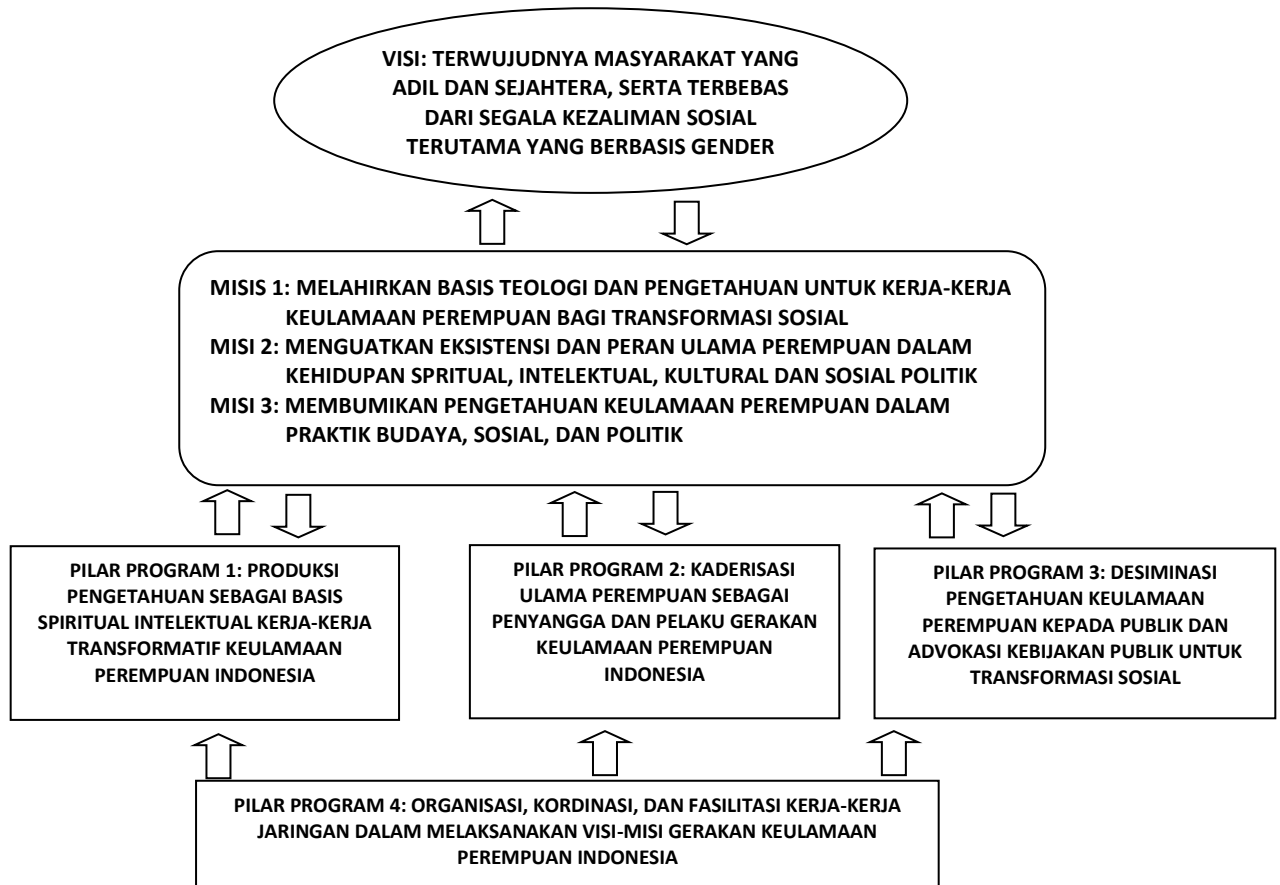 VISI: TERWUJUDNYA MASYARAKAT YANG
ADIL DAN SEJAHTERA, SERTA TERBEBAS
DARI SEGALA KEZALIMAN SOSIAL
TERUTAMA YANG BERBASIS GENDER
MISIS 1: MELAHIRKAN BASIS TEOLOGI DAN PENGETAHUAN UNTUK KERJA-KERJA
KEULAMAAN PEREMPUAN BAGI TRANSFORMASI SOSIAL
MISI 2: MENGUATKAN EKSISTENSI DAN PERAN ULAMA PEREMPUAN DALAM
KEHIDUPAN SPRITUAL, INTELEKTUAL, KULTURAL DAN SOSIAL POLITIK
MISI 3: MEMBUMIKAN PENGETAHUAN KEULAMAAN PEREMPUAN DALAM
PRAKTIK BUDAYA, SOSIAL, DAN POLITIK
PILAR PROGRAM 1: PRODUKSI
PENGETAHUAN SEBAGAI BASIS
SPIRITUAL INTELEKTUAL KERJA-KERJA
TRANSFORMATIF KEULAMAAN
PEREMPUAN INDONESIA
PILAR PROGRAM 2: KADERISASI
ULAMA PEREMPUAN SEBAGAI
PENYANGGA DAN PELAKU GERAKAN
KEULAMAAN PEREMPUAN
INDONESIA
PILAR PROGRAM 3: DESIMINASI
PENGETAHUAN KEULAMAAN
PEREMPUAN KEPADA PUBLIK DAN
ADVOKASI KEBIJAKAN PUBLIK UNTUK
TRANSFORMASI SOSIAL
PILAR PROGRAM 4: ORGANISASI, KORDINASI, DAN FASILITASI KERJA-KERJA
JARINGAN DALAM MELAKSANAKAN VISI-MISI GERAKAN KEULAMAAN
PEREMPUAN INDONESIA